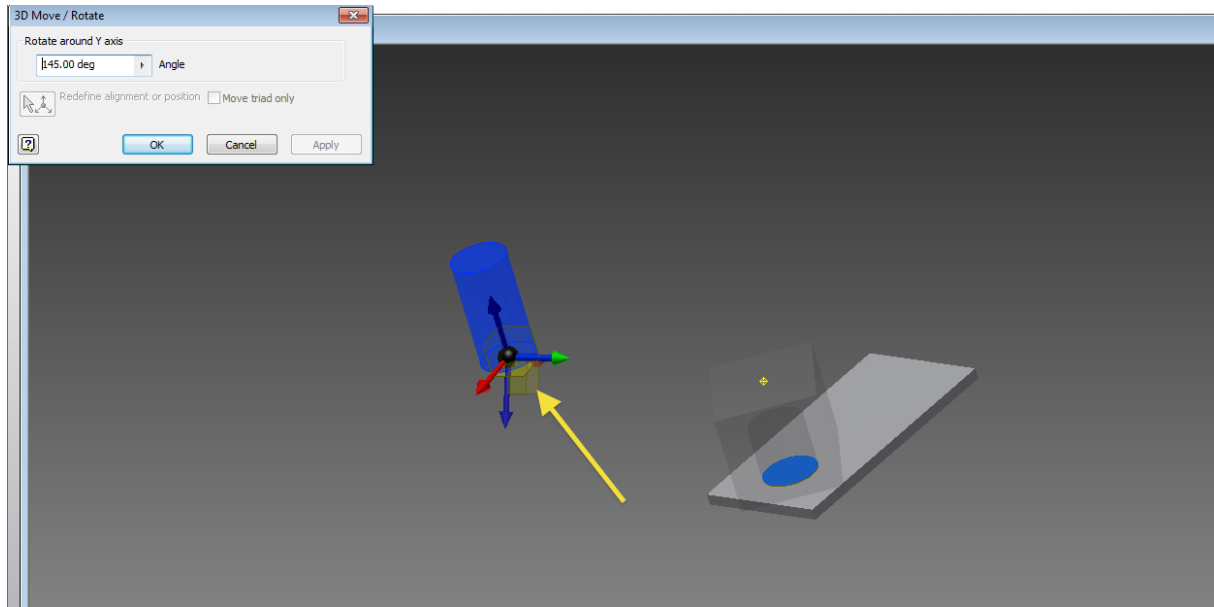 3D Move / Rotate
Rotate around Y axis
145.00 deg
Angle
Redefine alignment or position
Move triad only
OK
Cancel
Apply